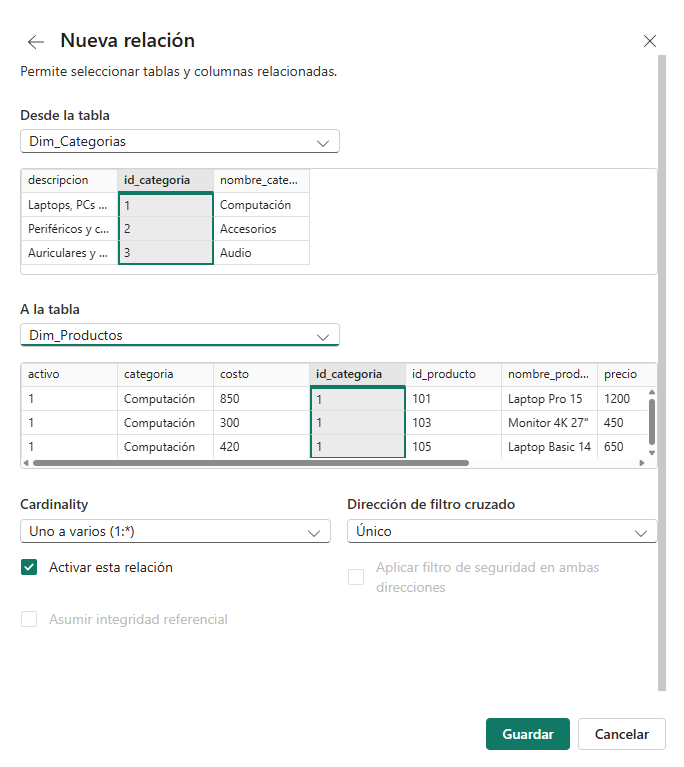 Nueva relación
Permite seleccionar tablas y columnas relacionadas.
Desde la tabla
Dim_Categorias
descripcion id_categoria nombre_cate...
Laptops, PCs ... 1 Computación
Periféricos y c... 2 Accesorios
Auriculares y ... 3 Audio
A la tabla
Dim_Productos
activo categoria costo id_categoria id_producto nombre_prod... precio
1 Computación 850 1 101 Laptop Pro 15 1200
1 Computación 300 1 103 Monitor 4K 27" 450
1 Computación 420 1 105 Laptop Basic 14 650
Cardinality Dirección de filtro cruzado
Uno a varios (1:*) Único
Activar esta relación Aplicar filtro de seguridad en ambas
direcciones
Asumir integridad referencial
Guardar Cancelar